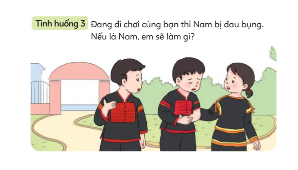 Tình huống 3 Đang đi chơi cùng bạn thì Nam bị đau bụng.
Nếu là Nam, em sẽ làm gì?